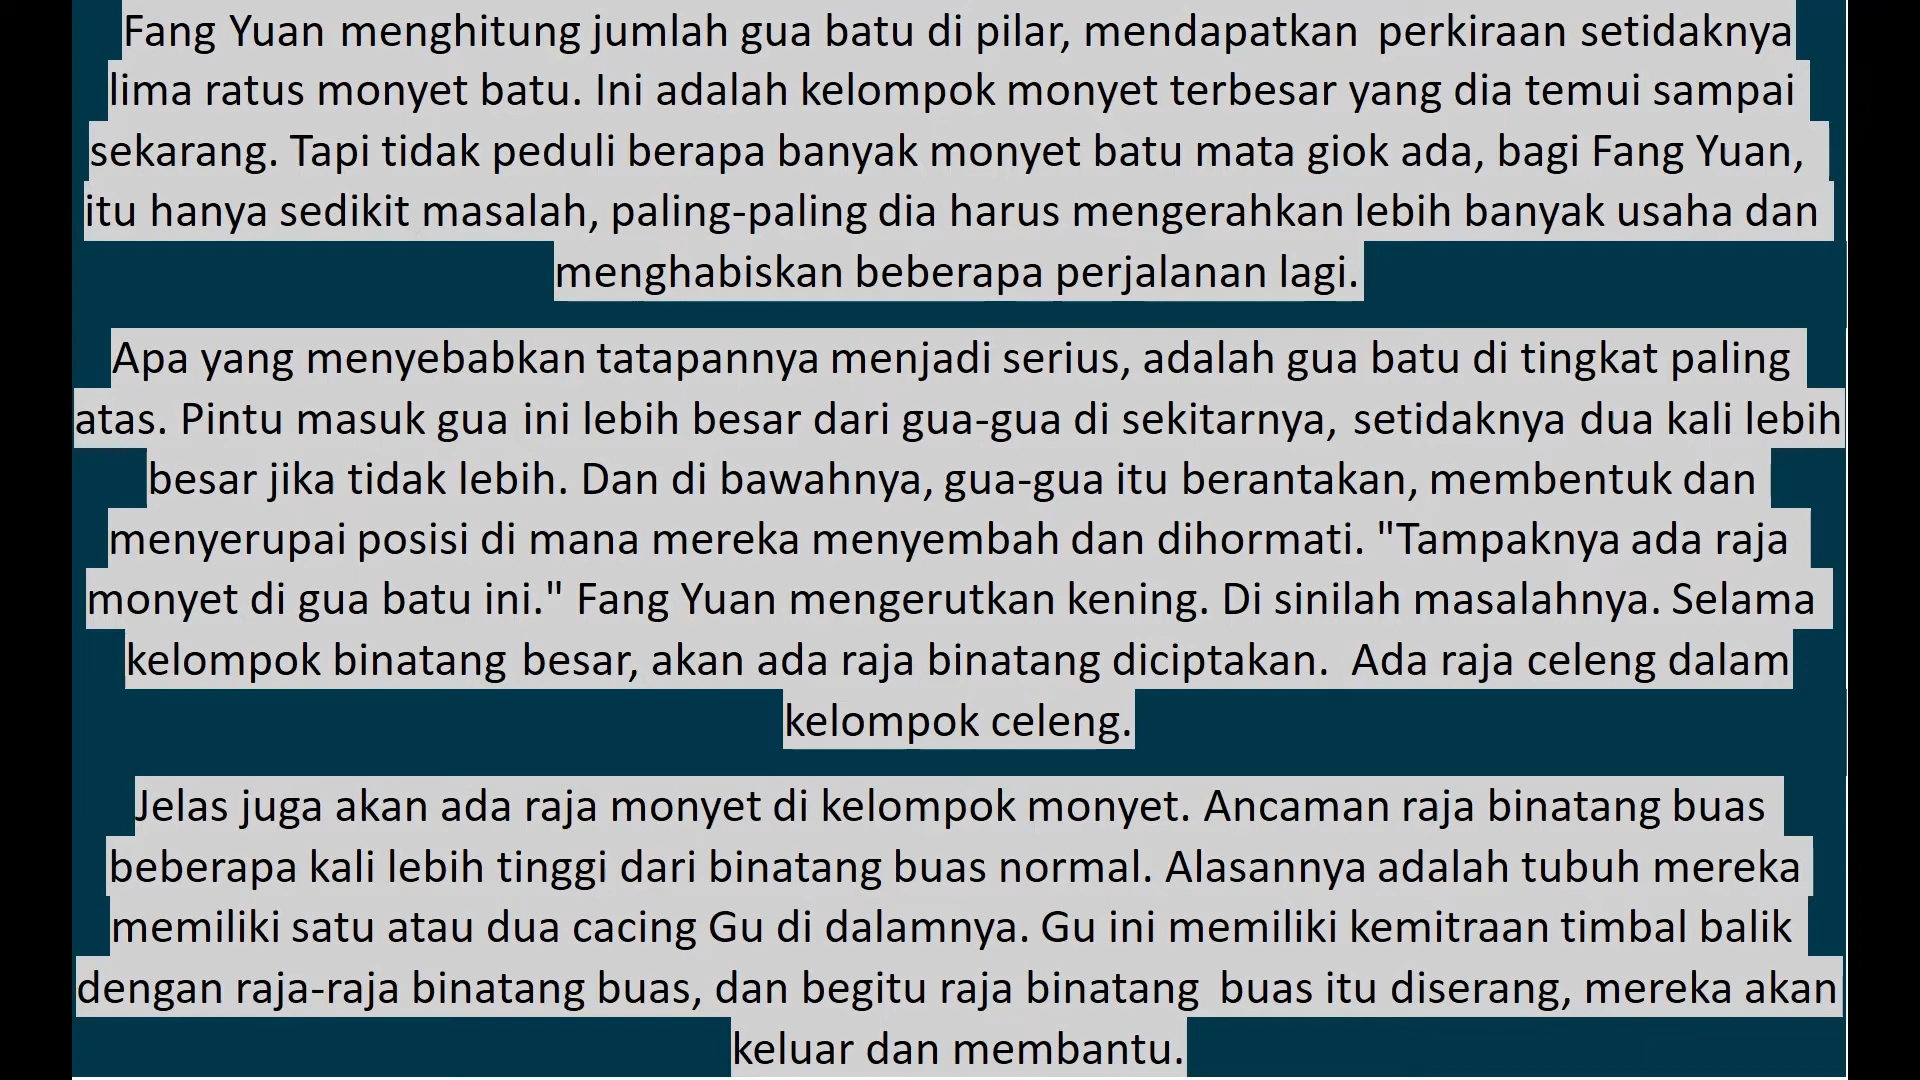 Fang Yuan menghitung jumlah gua batu di pilar, mendapatkan perkiraan setidaknya
lima ratus monyet batu. Ini adalah kelompok monyet terbesar yang dia temui sampai
sekarang. Tapi tidak peduli berapa banyak monyet batu mata giok ada, bagi Fang Yuan,
itu hanya sedikit masalah, paling-paling dia harus mengerahkan lebih banyak usaha dan
menghabiskan beberapa perjalanan lagi.
Apa yang menyebabkan tatapannya menjadi serius, adalah gua batu di tingkat paling
atas. Pintu masuk gua ini lebih besar dari gua-gua di sekitarnya, setidaknya dua kali lebih
besar jika tidak lebih. Dan di bawahnya, gua-gua itu berantakan, membentuk dan
menyerupai posisi di mana mereka menyembah dan dihormati. "Tampaknya ada raja
monyet di gua batu ini." Fang Yuan mengerutkan kening. Di sinilah masalahnya. Selama
kelompok binatang besar, akan ada raja binatang diciptakan. Ada raja celeng dalam
kelompok celeng.
Jelas juga akan ada raja monyet di kelompok monyet. Ancaman raja binatang buas
beberapa kali lebih tinggi dari binatang buas normal. Alasannya adalah tubuh mereka
memiliki satu atau dua cacing Gu di dalamnya. Gu ini memiliki kemitraan timbal balik
dengan raja-raja binatang buas, dan begitu raja binatang buas itu diserang, mereka akan
keluar dan membantu.